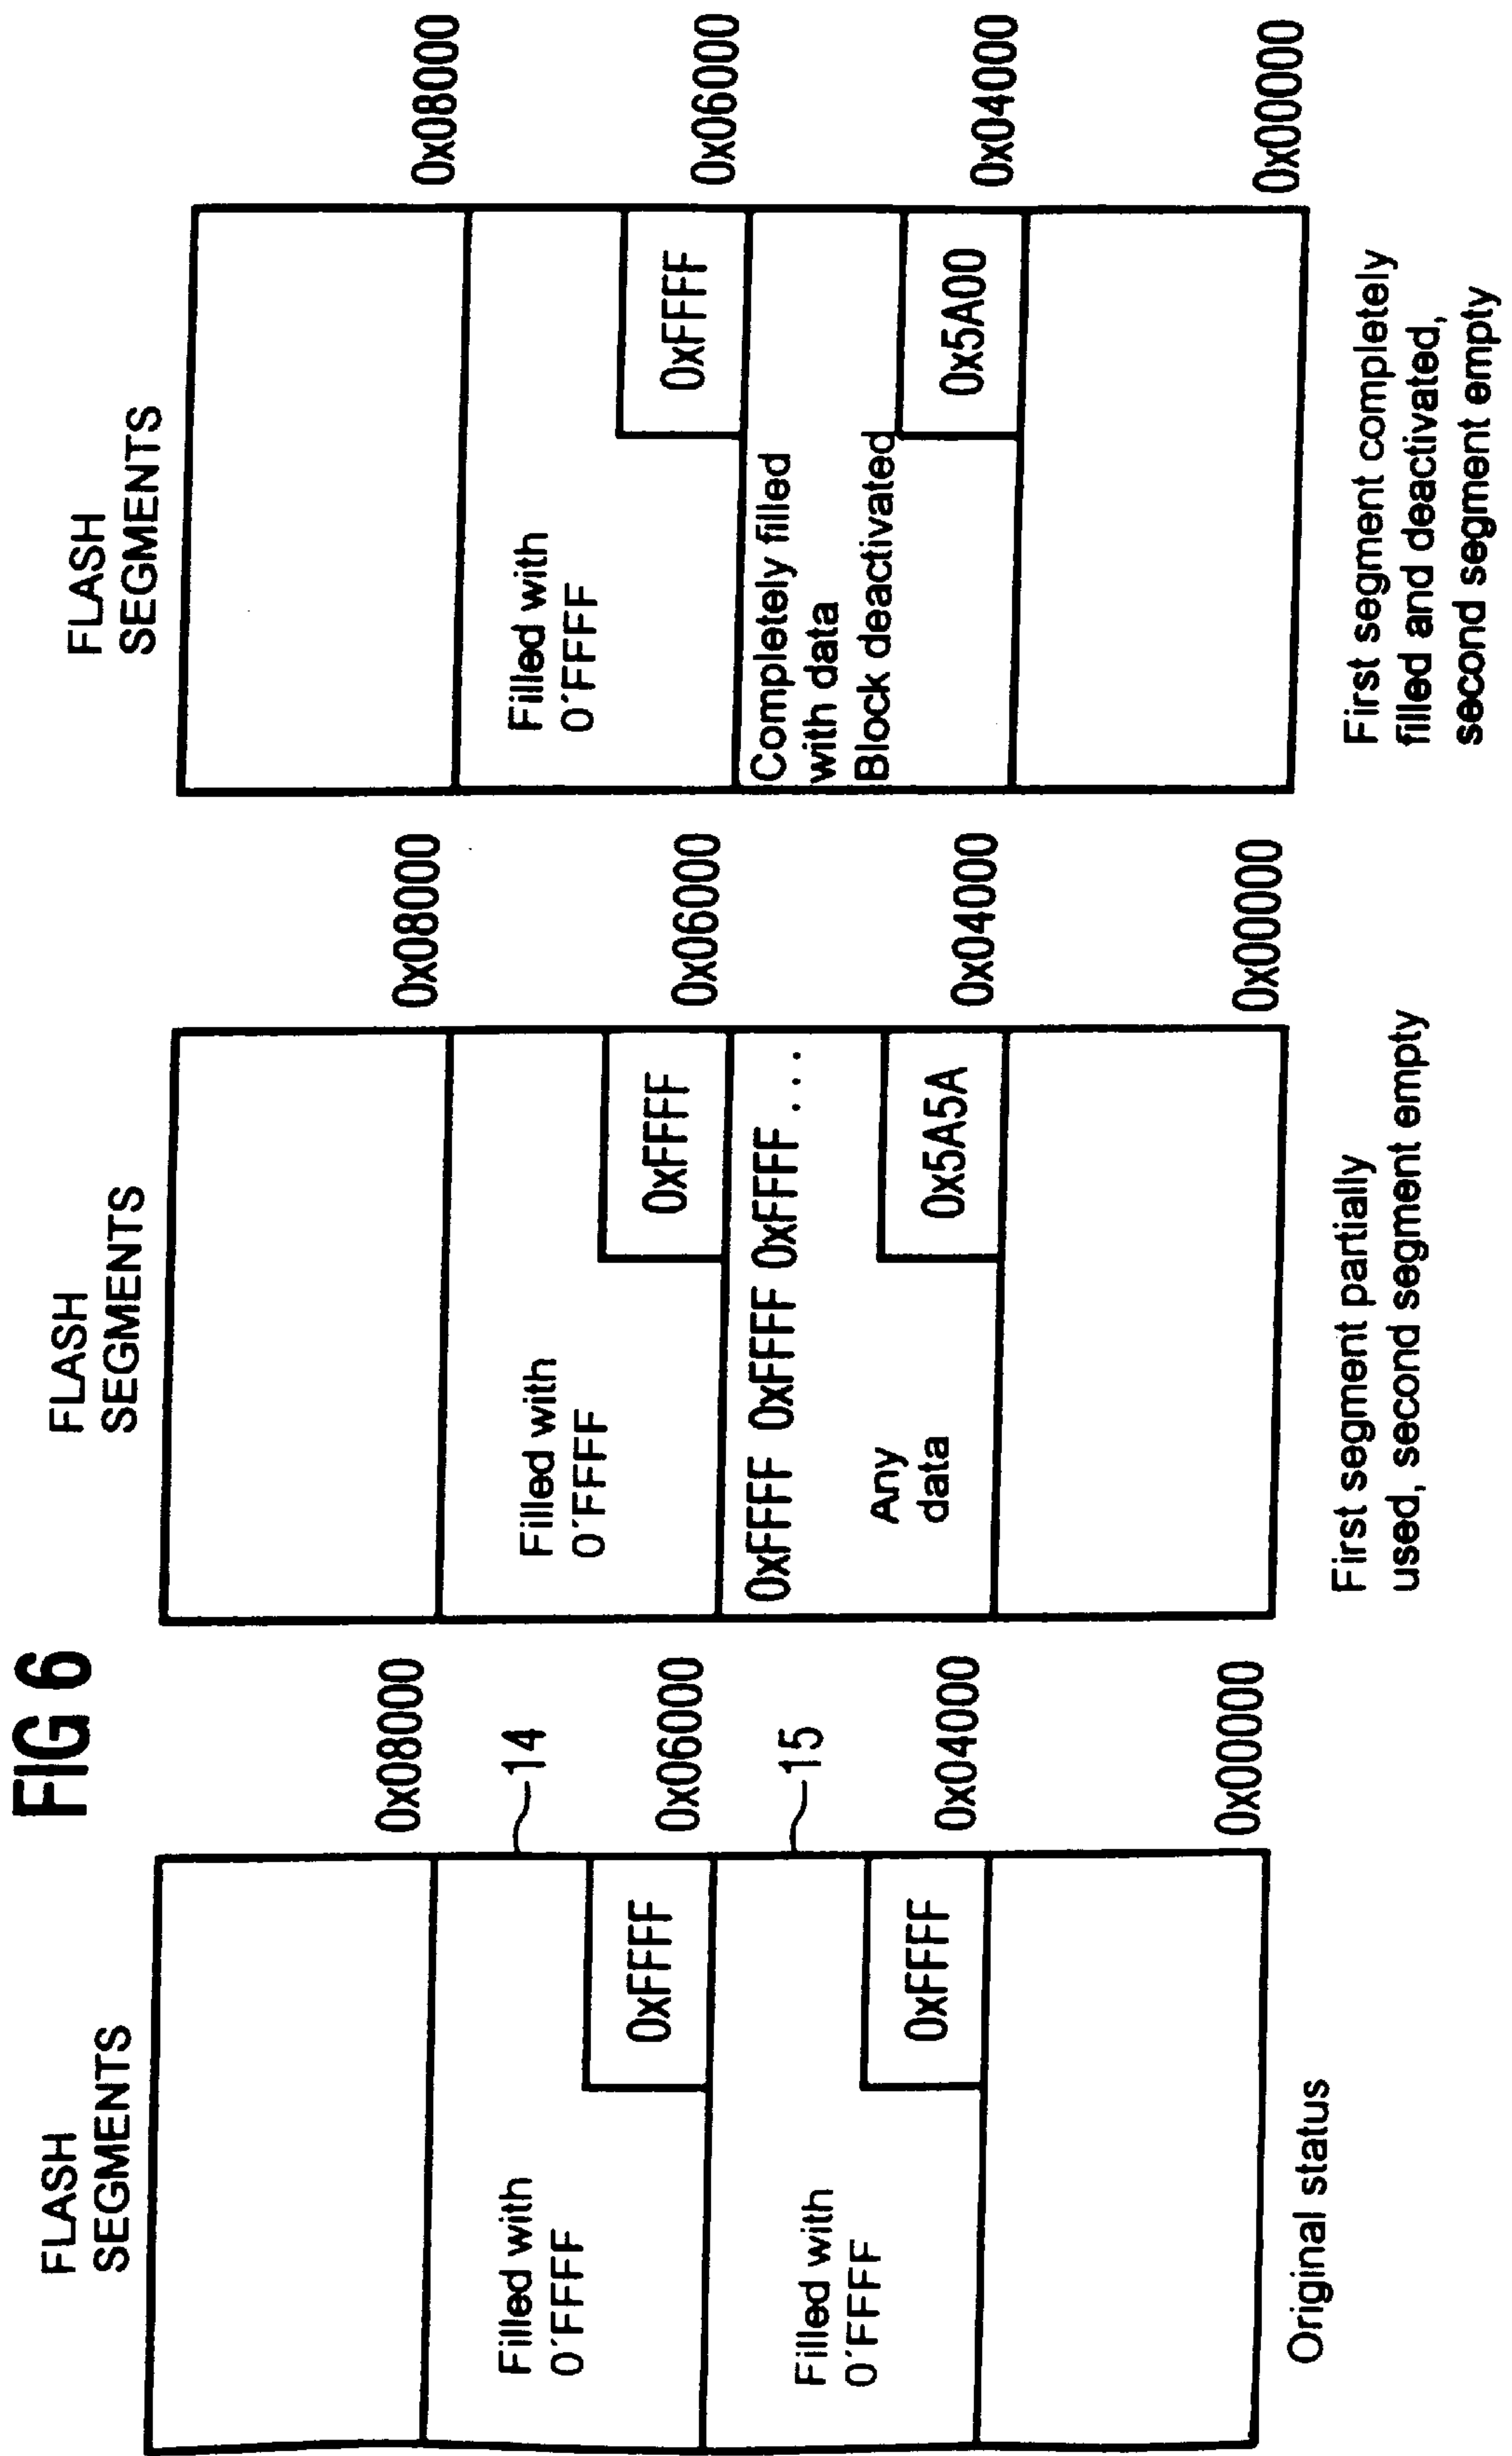 FIG 6
FLASH
SEGMENTS
0x08000
Filled with
0´FFFF
14
0xFFFF
0x06000
15
Filled with
0´FFFF
0xFFFF
0x04000
0x00000
Original status
FLASH
SEGMENTS
0x08000
Filled with
0´FFFF
0xFFFF
0x06000
0xFFFF 0xFFFF 0xFFFF ...
Any
data
0x5A5A
0x04000
0x00000
First segment partially
used, second segment empty
FLASH
SEGMENTS
0x08000
Filled with
0´FFFF
0xFFFF
0x06000
Completely filled
with data
Block deactivated
0x5A00
0x04000
0x00000
First segment completely
filled and deactivated,
second segment empty